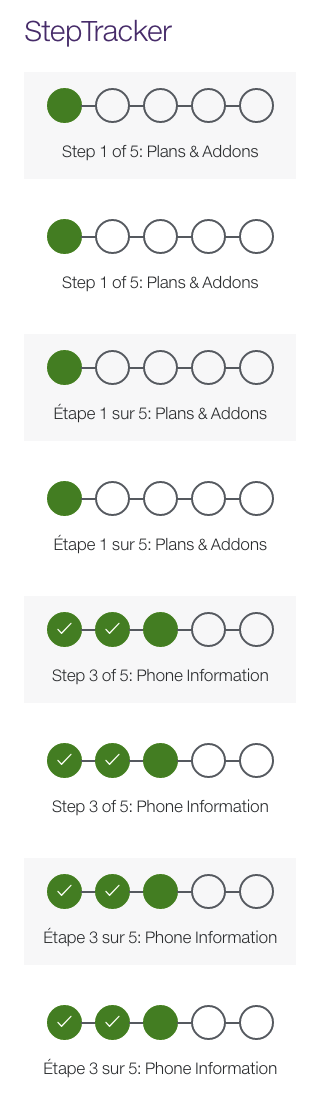 StepTracker
Step 1 of 5: Plans & Addons
Step 1 of 5: Plans & Addons
Étape 1 sur 5: Plans & Addons
Étape 1 sur 5: Plans & Addons
Step 3 of 5: Phone Information
Step 3 of 5: Phone Information
Étape 3 sur 5: Phone Information
Étape 3 sur 5: Phone Information